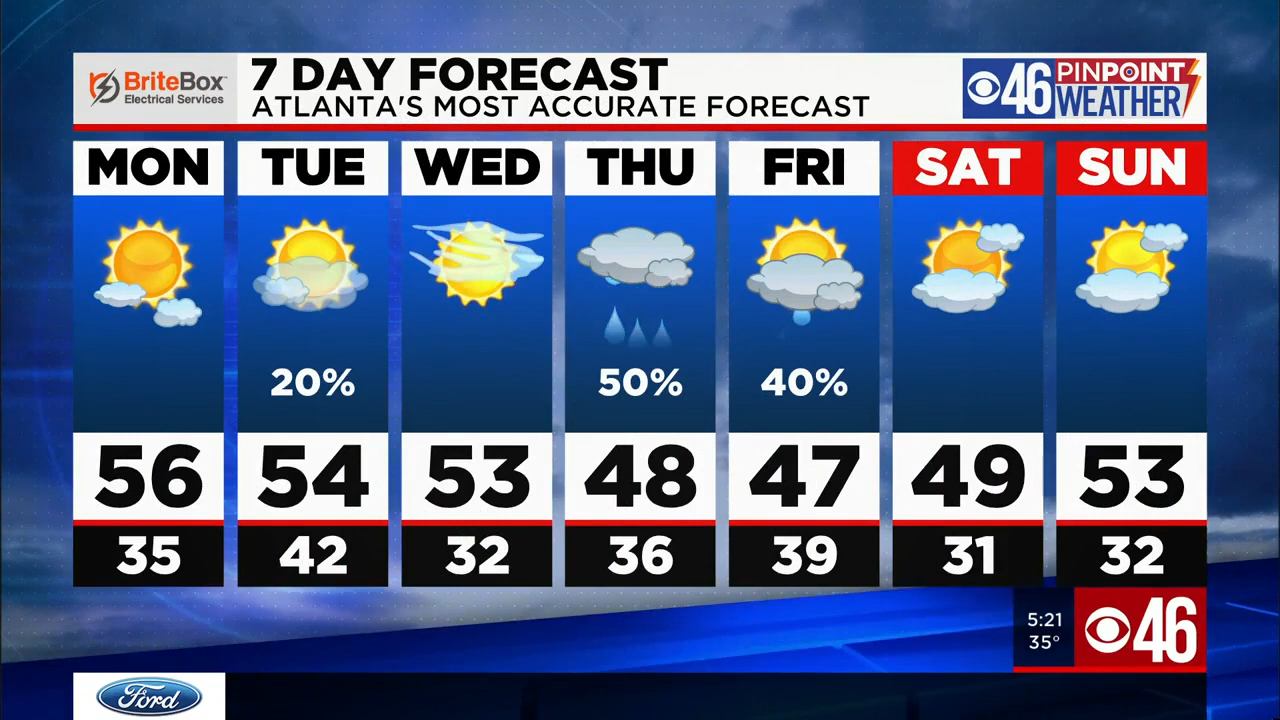 BriteBox™
Electrical Services
7 DAY FORECAST
ATLANTA'S MOST ACCURATE FORECAST
46
PINPOINT
WEATHER
MON TUE WED THU FRI SAT SUN
20% 50% 40%
56 54 53 48 47 49 53
35 42 32 36 39 31 32
5:21
35°
46
Ford